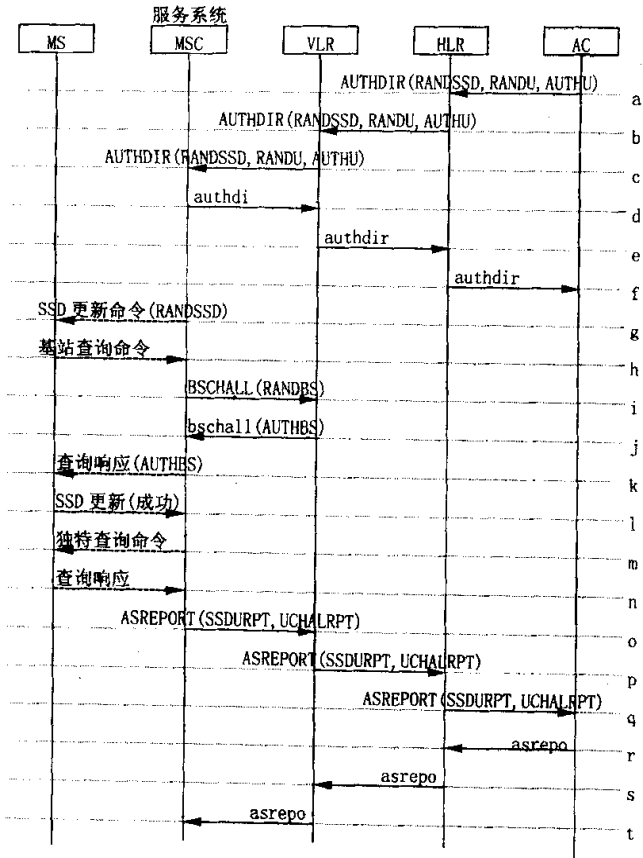 服务系统
MS MSC VLR HLR AC
AUTHDIR(RANDSSD, RANDU, AUTHU) a
AUTHDIR(RANDSSD, RANDU, AUTHU) b
AUTHDIR(RANDSSD, RANDU, AUTHU) c
authdi d
authdir e
authdir f
SSD 更新命令(RANDSSD) g
基站查询命令 h
BSCHALL(RANDBS) i
bschall(AUTHBS) j
查询响应(AUTHBS) k
SSD 更新(成功) l
独特查询命令 m
查询响应 n
ASREPORT(SSDURPT, UCHALRPT) o
ASREPORT(SSDURPT, UCHALRPT) p
ASREPORT(SSDURPT, UCHALRPT) q
asrepo r
asrepo s
asrepo t